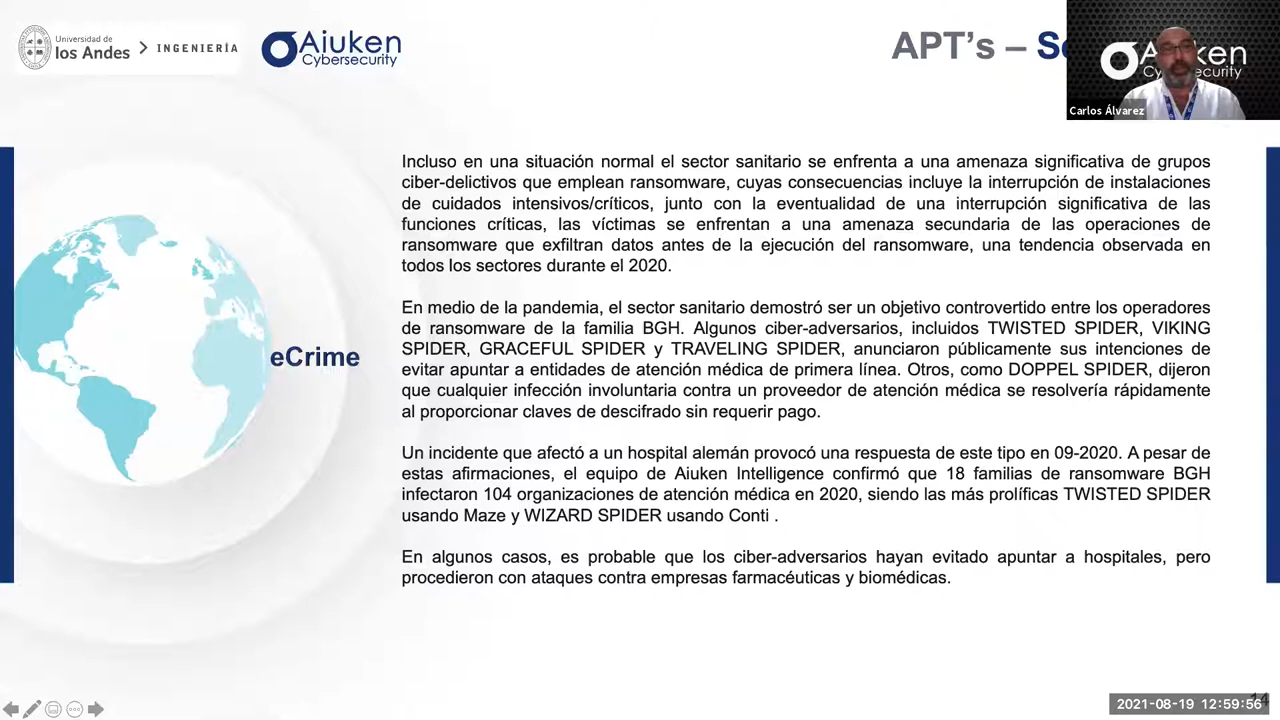 Universidad de
los Andes > INGENIERÍA
Aiuken
Cybersecurity
APT's –
Carlos Álvarez
Incluso en una situación normal el sector sanitario se enfrenta a una amenaza significativa de grupos
ciber-delictivos que emplean ransomware, cuyas consecuencias incluye la interrupción de instalaciones
de cuidados intensivos/críticos, junto con la eventualidad de una interrupción significativa de las
funciones críticas, las víctimas se enfrentan a una amenaza secundaria de las operaciones de
ransomware que exfiltran datos antes de la ejecución del ransomware, una tendencia observada en
todos los sectores durante el 2020.
En medio de la pandemia, el sector sanitario demostró ser un objetivo controvertido entre los operadores
de ransomware de la familia BGH. Algunos ciber-adversarios, incluidos TWISTED SPIDER, VIKING
SPIDER, GRACEFUL SPIDER y TRAVELING SPIDER, anunciaron públicamente sus intenciones de
evitar apuntar a entidades de atención médica de primera línea. Otros, como DOPPEL SPIDER, dijeron
que cualquier infección involuntaria contra un proveedor de atención médica se resolvería rápidamente
al proporcionar claves de descifrado sin requerir pago.
eCrime
Un incidente que afectó a un hospital alemán provocó una respuesta de este tipo en 09-2020. A pesar de
estas afirmaciones, el equipo de Aiuken Intelligence confirmó que 18 familias de ransomware BGH
infectaron 104 organizaciones de atención médica en 2020, siendo las más prolíficas TWISTED SPIDER
usando Maze y WIZARD SPIDER usando Conti .
En algunos casos, es probable que los ciber-adversarios hayan evitado apuntar a hospitales, pero
procedieron con ataques contra empresas farmacéuticas y biomédicas.
2021-08-19 12:59:56